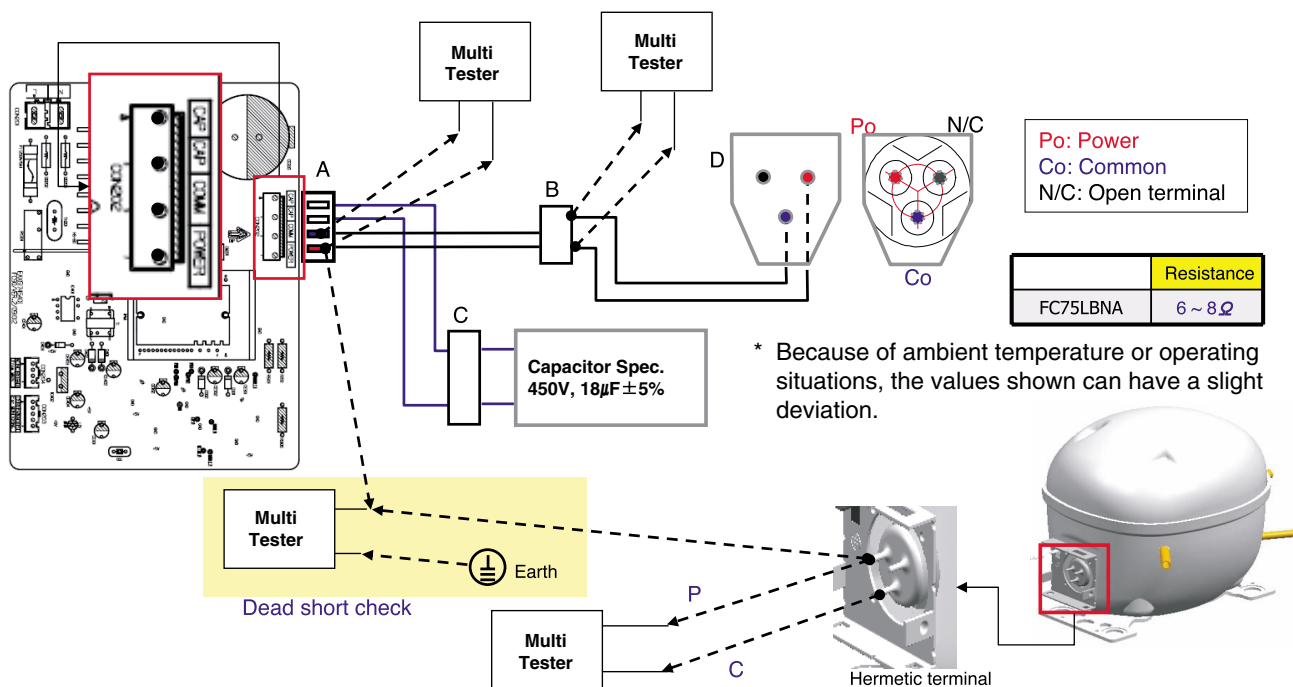 Multi
Tester
Multi
Tester
CAP
CAP
COMM
POWER
CON202
A
B
C
D
Po
N/C
Co
Po: Power
Co: Common
N/C: Open terminal
Resistance
FC75LBNA
6 ~ 8Ω
Capacitor Spec.
450V, 18μF±5%
* Because of ambient temperature or operating
situations, the values shown can have a slight
deviation.
Multi
Tester
Earth
Dead short check
P
C
Multi
Tester
Hermetic terminal